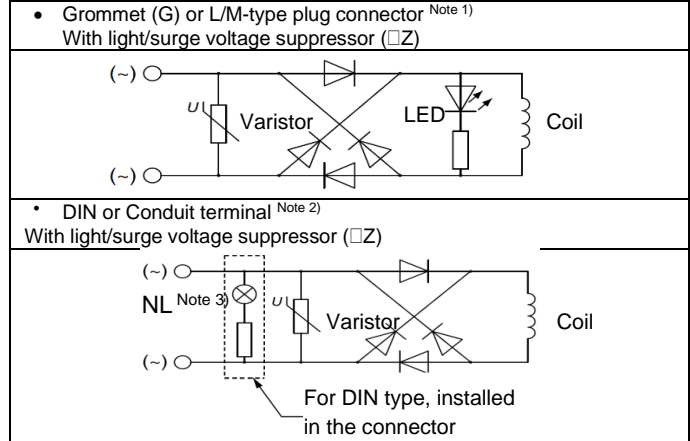 • Grommet (G) or L/M-type plug connector Note 1)
With light/surge voltage suppressor (□Z)
(~)
U
Varistor
LED
Coil
(~)
• DIN or Conduit terminal Note 2)
With light/surge voltage suppressor (□Z)
(~)
NL Note 3)
U
Varistor
Coil
(~)
For DIN type, installed
in the connector